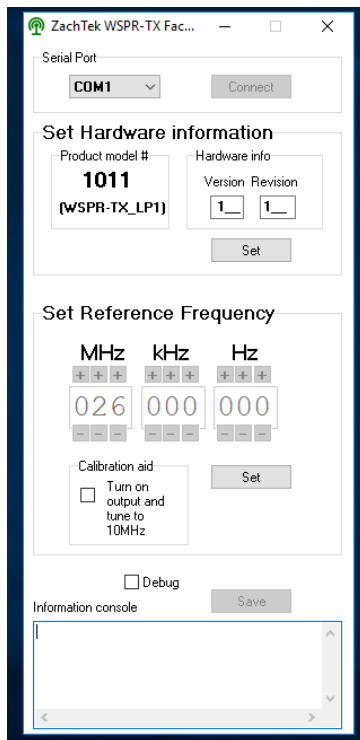 ZachTek WSPR-TX Fac...
Serial Port
COM1
Connect
Set Hardware information
Product model #
1011
(WSPR-TX_LP1)
Hardware info
Version Revision
1__ 1__
Set
Set Reference Frequency
MHz kHz Hz
+ + + + + + + + +
026 000 000
- - - - - - - - -
Calibration aid
Turn on
output and
tune to
10MHz
Set
Debug
Save
Information console